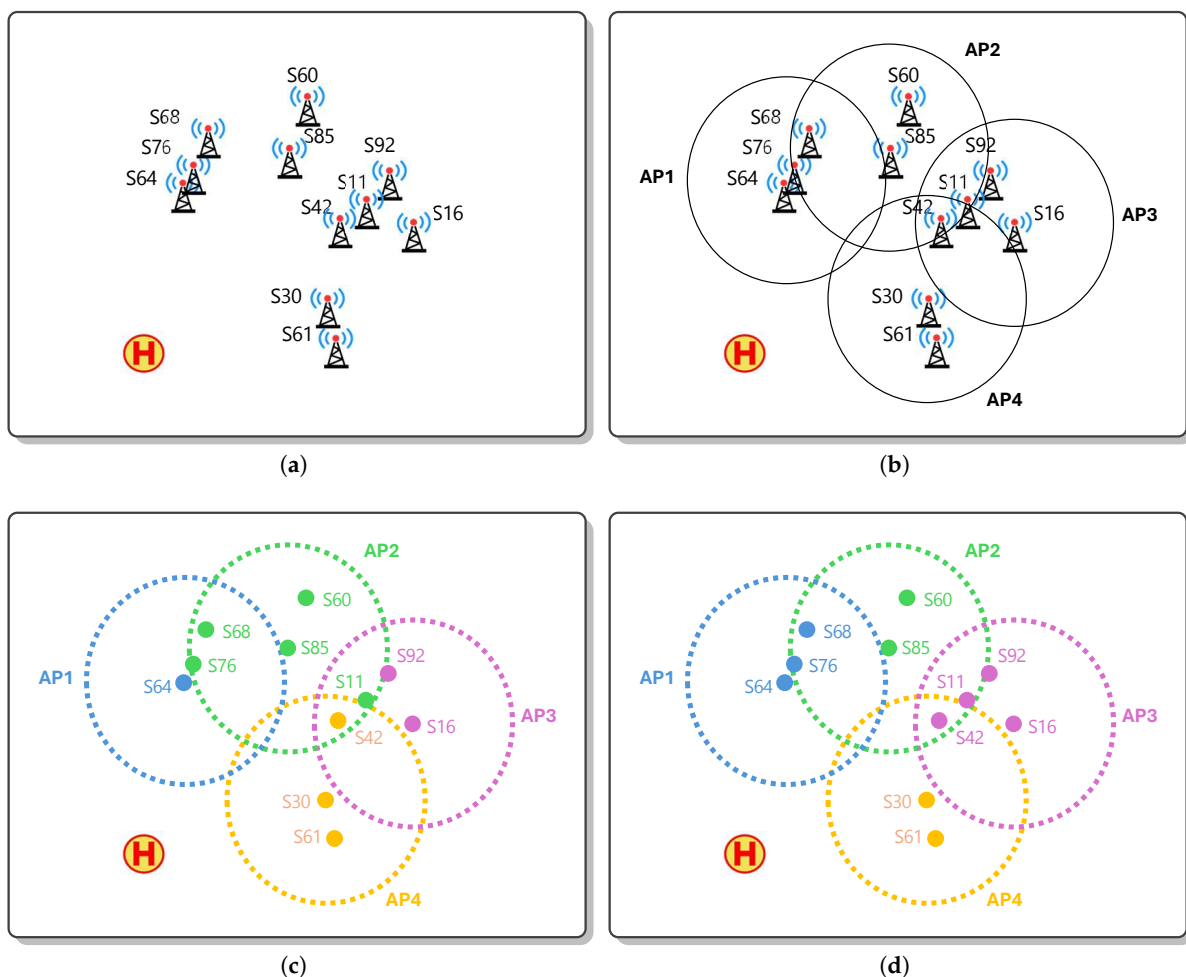 S60
S68
S85
S76
S92
S64
S11
S42
S16
S30
S61
H
(a)
AP2
S60
S68
S85
S76
S92
AP1
S64
S11
S42
S16
AP3
S30
S61
H
AP4
(b)
AP2
S60
S68
S85
S76
S92
AP1
S64
S11
AP3
S42
S16
S30
S61
H
AP4
(c)
AP2
S60
S68
S85
S76
S92
AP1
S64
S11
AP3
S42
S16
S30
S61
H
AP4
(d)